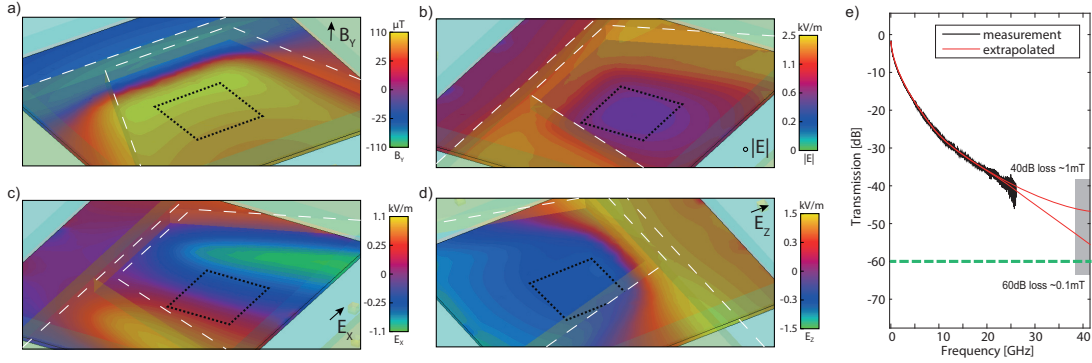 a)
B_Y
μT
110
55
0
55
-110
B_Y
b)
|E|
kV/m
2.5
1.1
0.6
0.25
0
|E|
c)
E_X
kV/m
1.1
0.25
0
-0.25
-1.1
E_X
d)
E_Z
kV/m
1.5
0.3
0
-0.3
-1.5
E_Z
e)
measurement
extrapolated
Transmission [dB]
0
-10
-20
-30
-40
-50
-60
-70
40dB loss ~1mT
60dB loss ~0.1mT
0
10
20
30
40
Frequency [GHz]